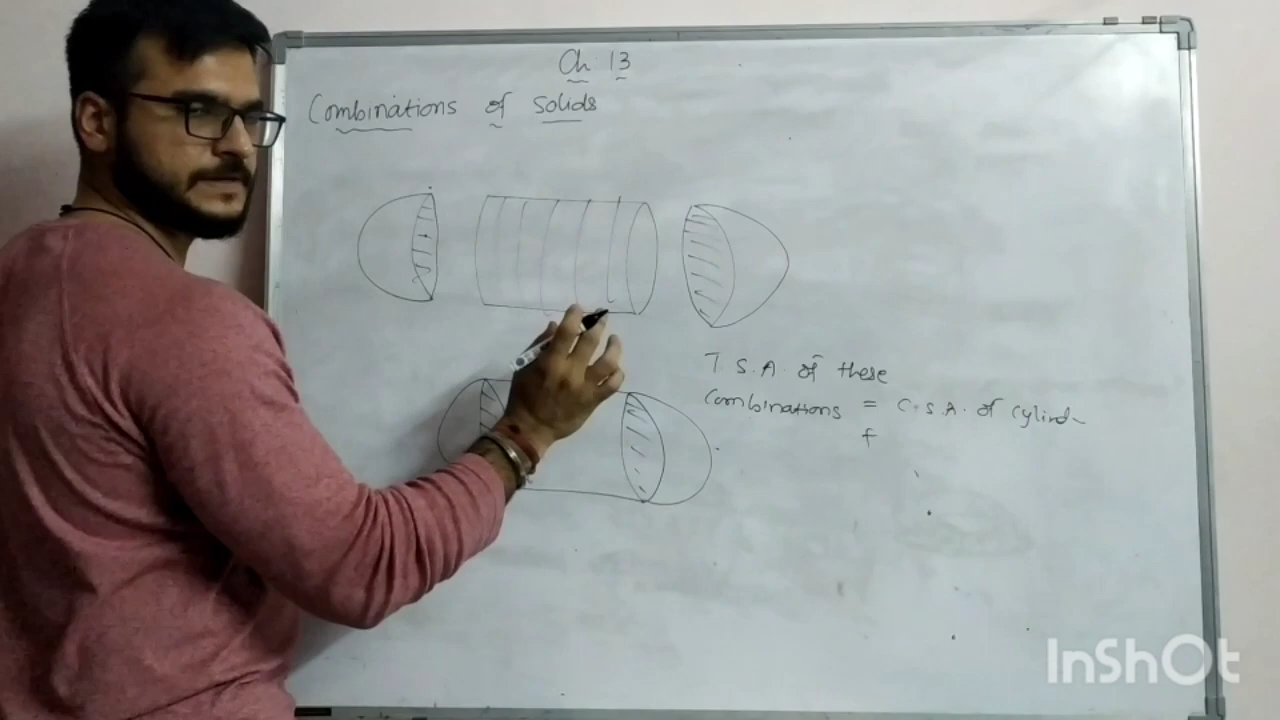 Ch 13
Combinations of Solids
T.S.A. of these
Combinations = C.S.A. of Cylind
+
InShOt